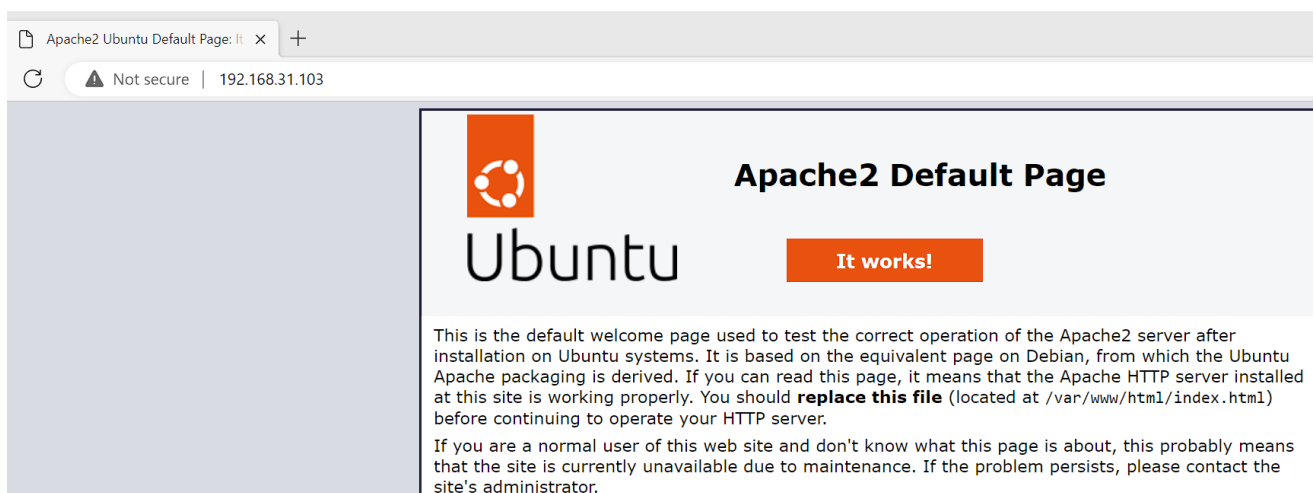 Apache2 Ubuntu Default Page: It
Not secure | 192.168.31.103
Apache2 Default Page
Ubuntu
It works!
This is the default welcome page used to test the correct operation of the Apache2 server after
installation on Ubuntu systems. It is based on the equivalent page on Debian, from which the Ubuntu
Apache packaging is derived. If you can read this page, it means that the Apache HTTP server installed
at this site is working properly. You should replace this file (located at /var/www/html/index.html)
before continuing to operate your HTTP server.
If you are a normal user of this web site and don't know what this page is about, this probably means
that the site is currently unavailable due to maintenance. If the problem persists, please contact the
site's administrator.